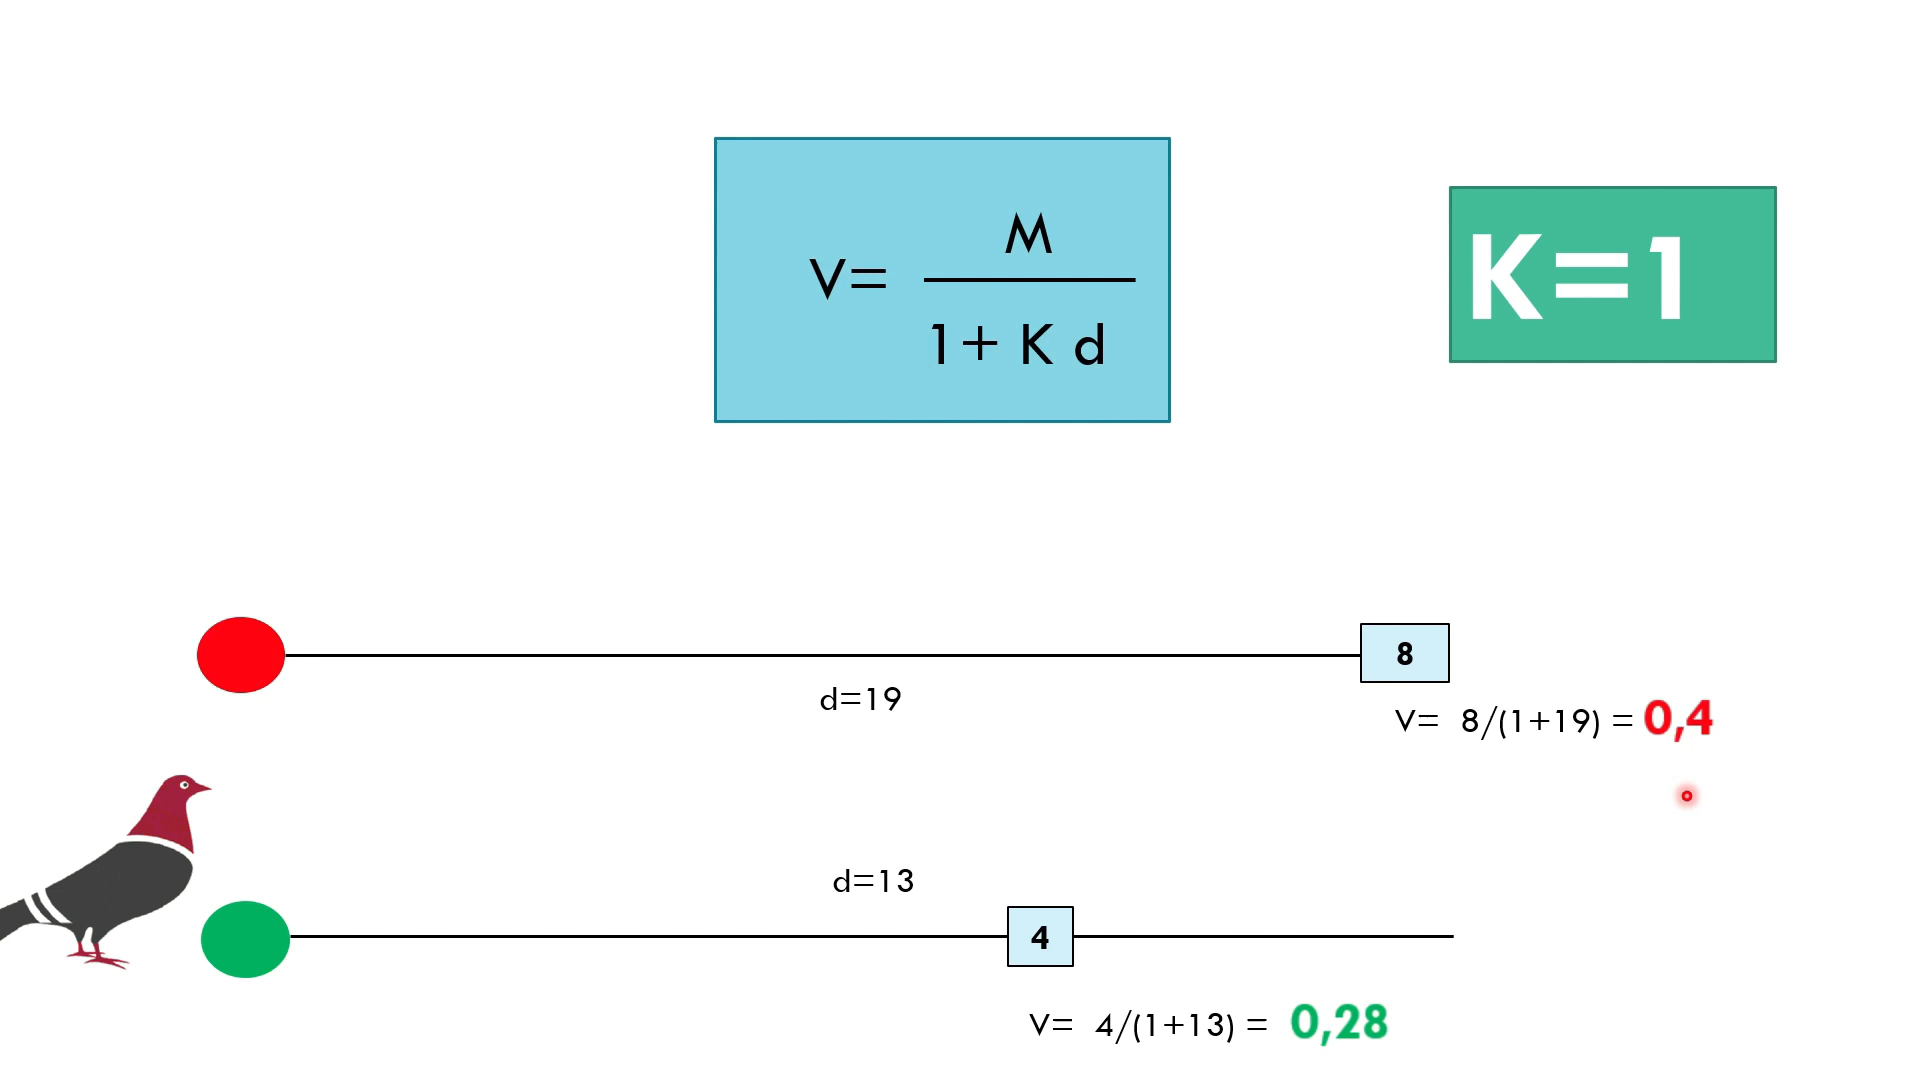 M
V=
1+ K d
K=1
8
d=19
V= 8/(1+19) = 0,4
d=13
4
V= 4/(1+13) = 0,28